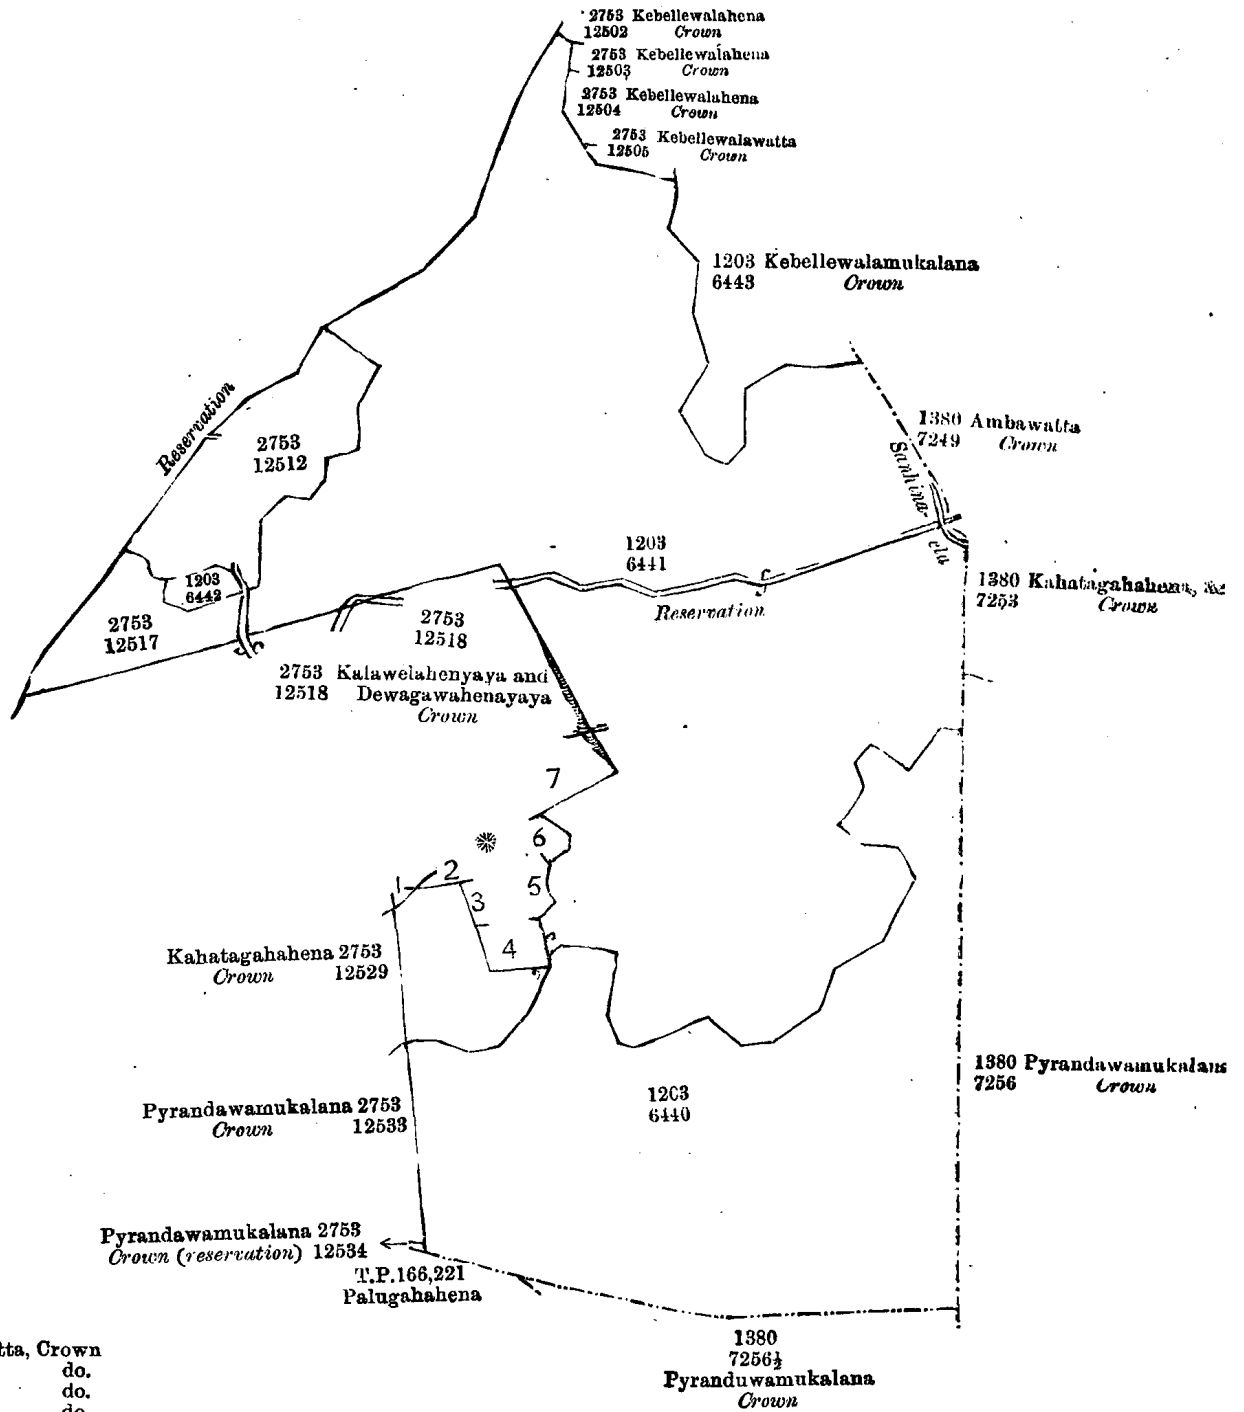 2753 Kebellewalahena
12502 Crown
2753 Kebellewalahena
12503 Crown
2753 Kebellewalahena
12504 Crown
2753 Kebellewalawatta
12505 Crown
1203 Kebellewalamukalana
6443 Crown
Reservation
2753
12512
1380 Ambawatta
7249 Crown
Sanhina-
ela
1203
6441
Reservation
1203
6442
1380 Kahatagahahena, &c
7253 Crown
2753
12517
2753
12518
2753 Kalawelahenyaya and
12518 Dewagawahenayaya
Crown
7
6
1
2
5
3
4
Kahatagahahena 2753
Crown 12529
1380 Pyrandawamukalana
7256 Crown
1203
6440
Pyrandawamukalana 2753
Crown 12533
Pyrandawamukalana 2753
Crown (reservation) 12534
T.P.166,221
Palugahahena
1380
7256½
Pyranduwamukalana
Crown
tta, Crown
do.
do.
do.